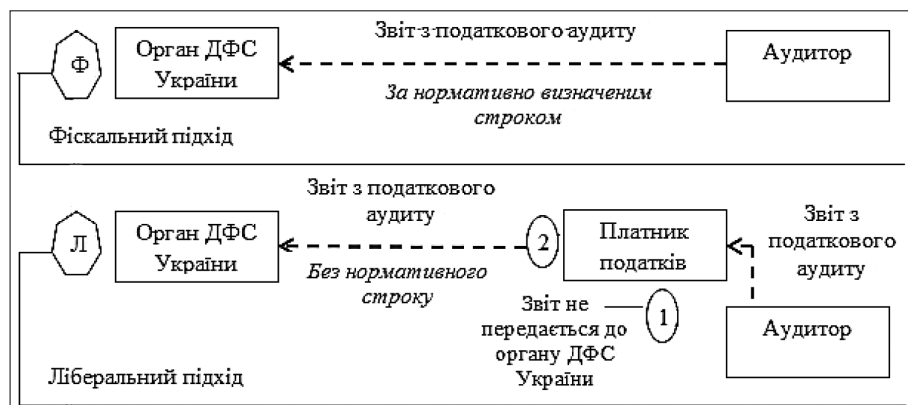 Ф
Орган ДФС
України
Звіт з податкового аудиту
За нормативно визначеним
строком
Аудитор
Фіскальний підхід
Л
Орган ДФС
України
Звіт з податкового
аудиту
Без нормативного
строку
2
Платник
податків
Звіт з
податкового
аудиту
Звіт не
передається до
органу ДФС
України
1
Аудитор
Ліберальний підхід